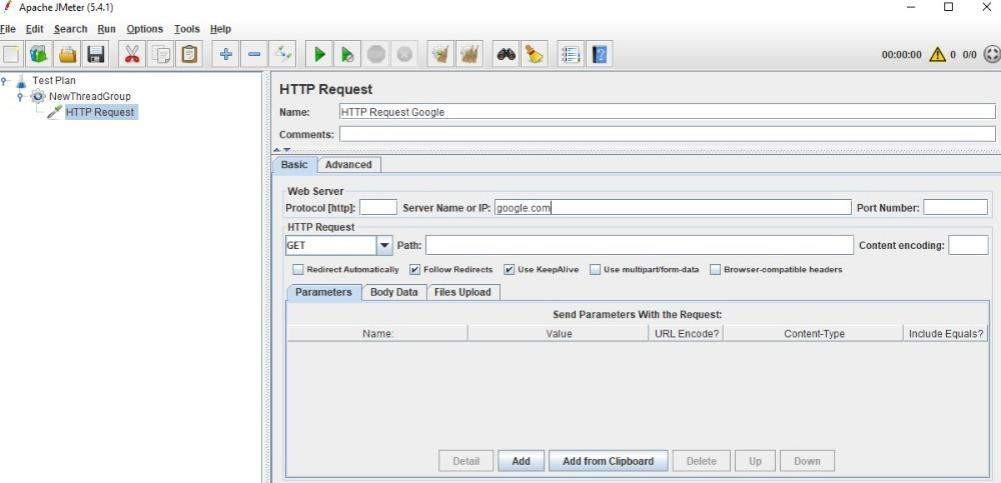 Apache JMeter (5.4.1)
File Edit Search Run Options Tools Help
00:00:00 0 0/0
Test Plan
NewThreadGroup
HTTP Request
HTTP Request
Name: HTTP Request Google
Comments:
Basic Advanced
Web Server
Protocol [http]: Server Name or IP: google.com Port Number:
HTTP Request
GET Path: Content encoding:
Redirect Automatically Follow Redirects Use KeepAlive Use multipart/form-data Browser-compatible headers
Parameters Body Data Files Upload
Send Parameters With the Request:
Name: Value URL Encode? Content-Type Include Equals?
Detail Add Add from Clipboard Delete Up Down